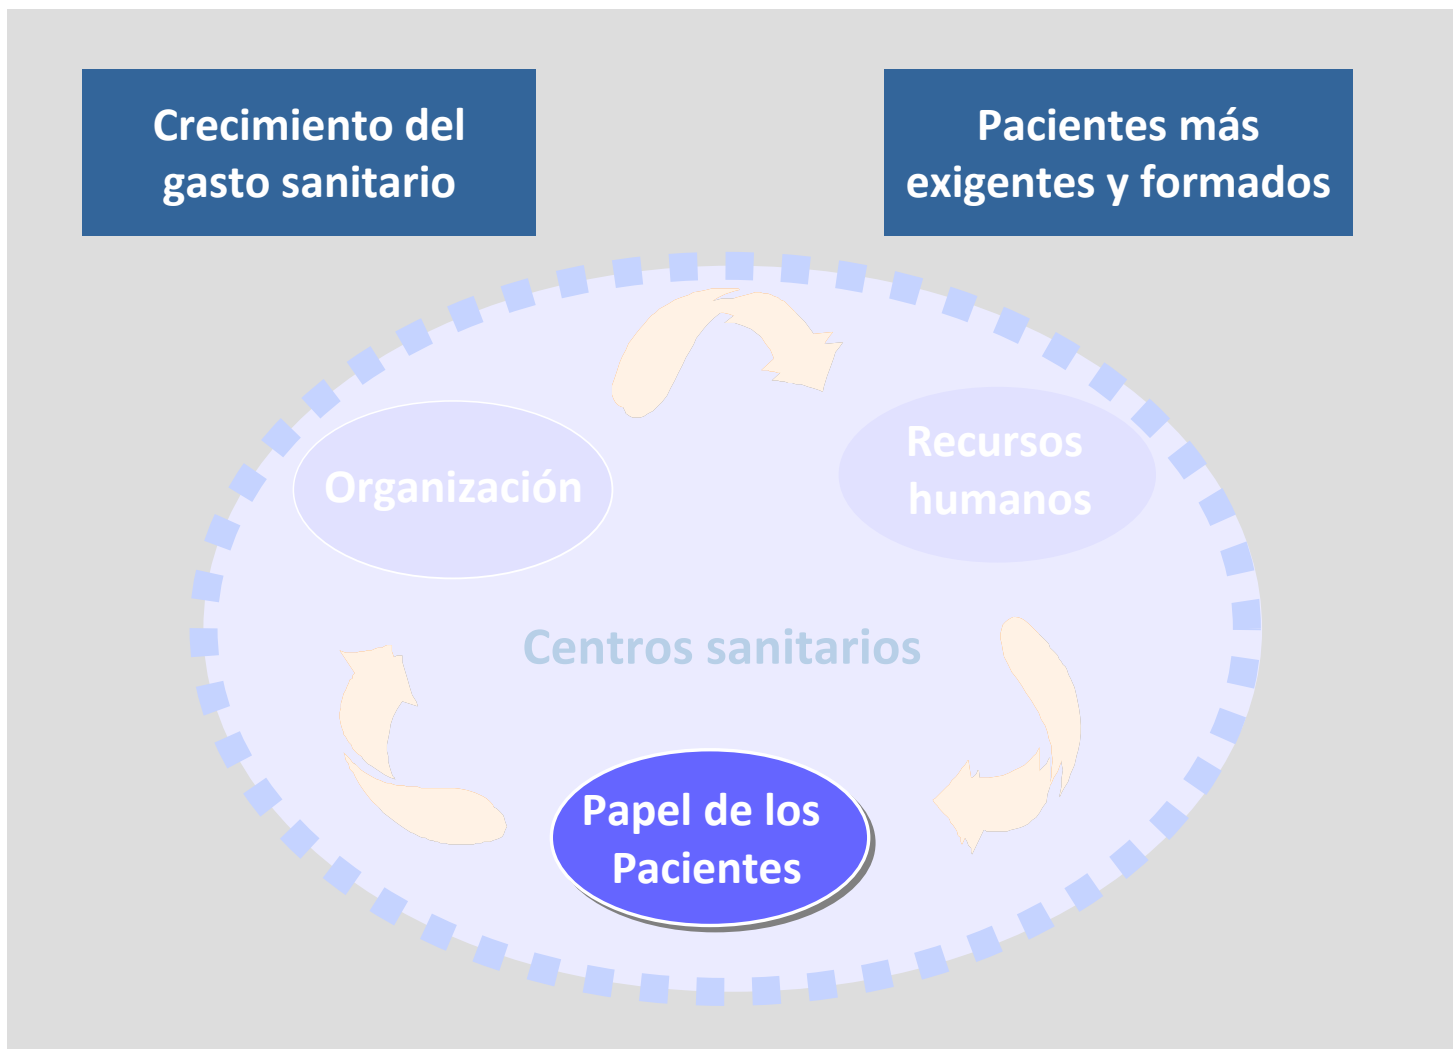 Crecimiento del
gasto sanitario
Pacientes más
exigentes y formados
Organización
Recursos
humanos
Centros sanitarios
Papel de los
Pacientes